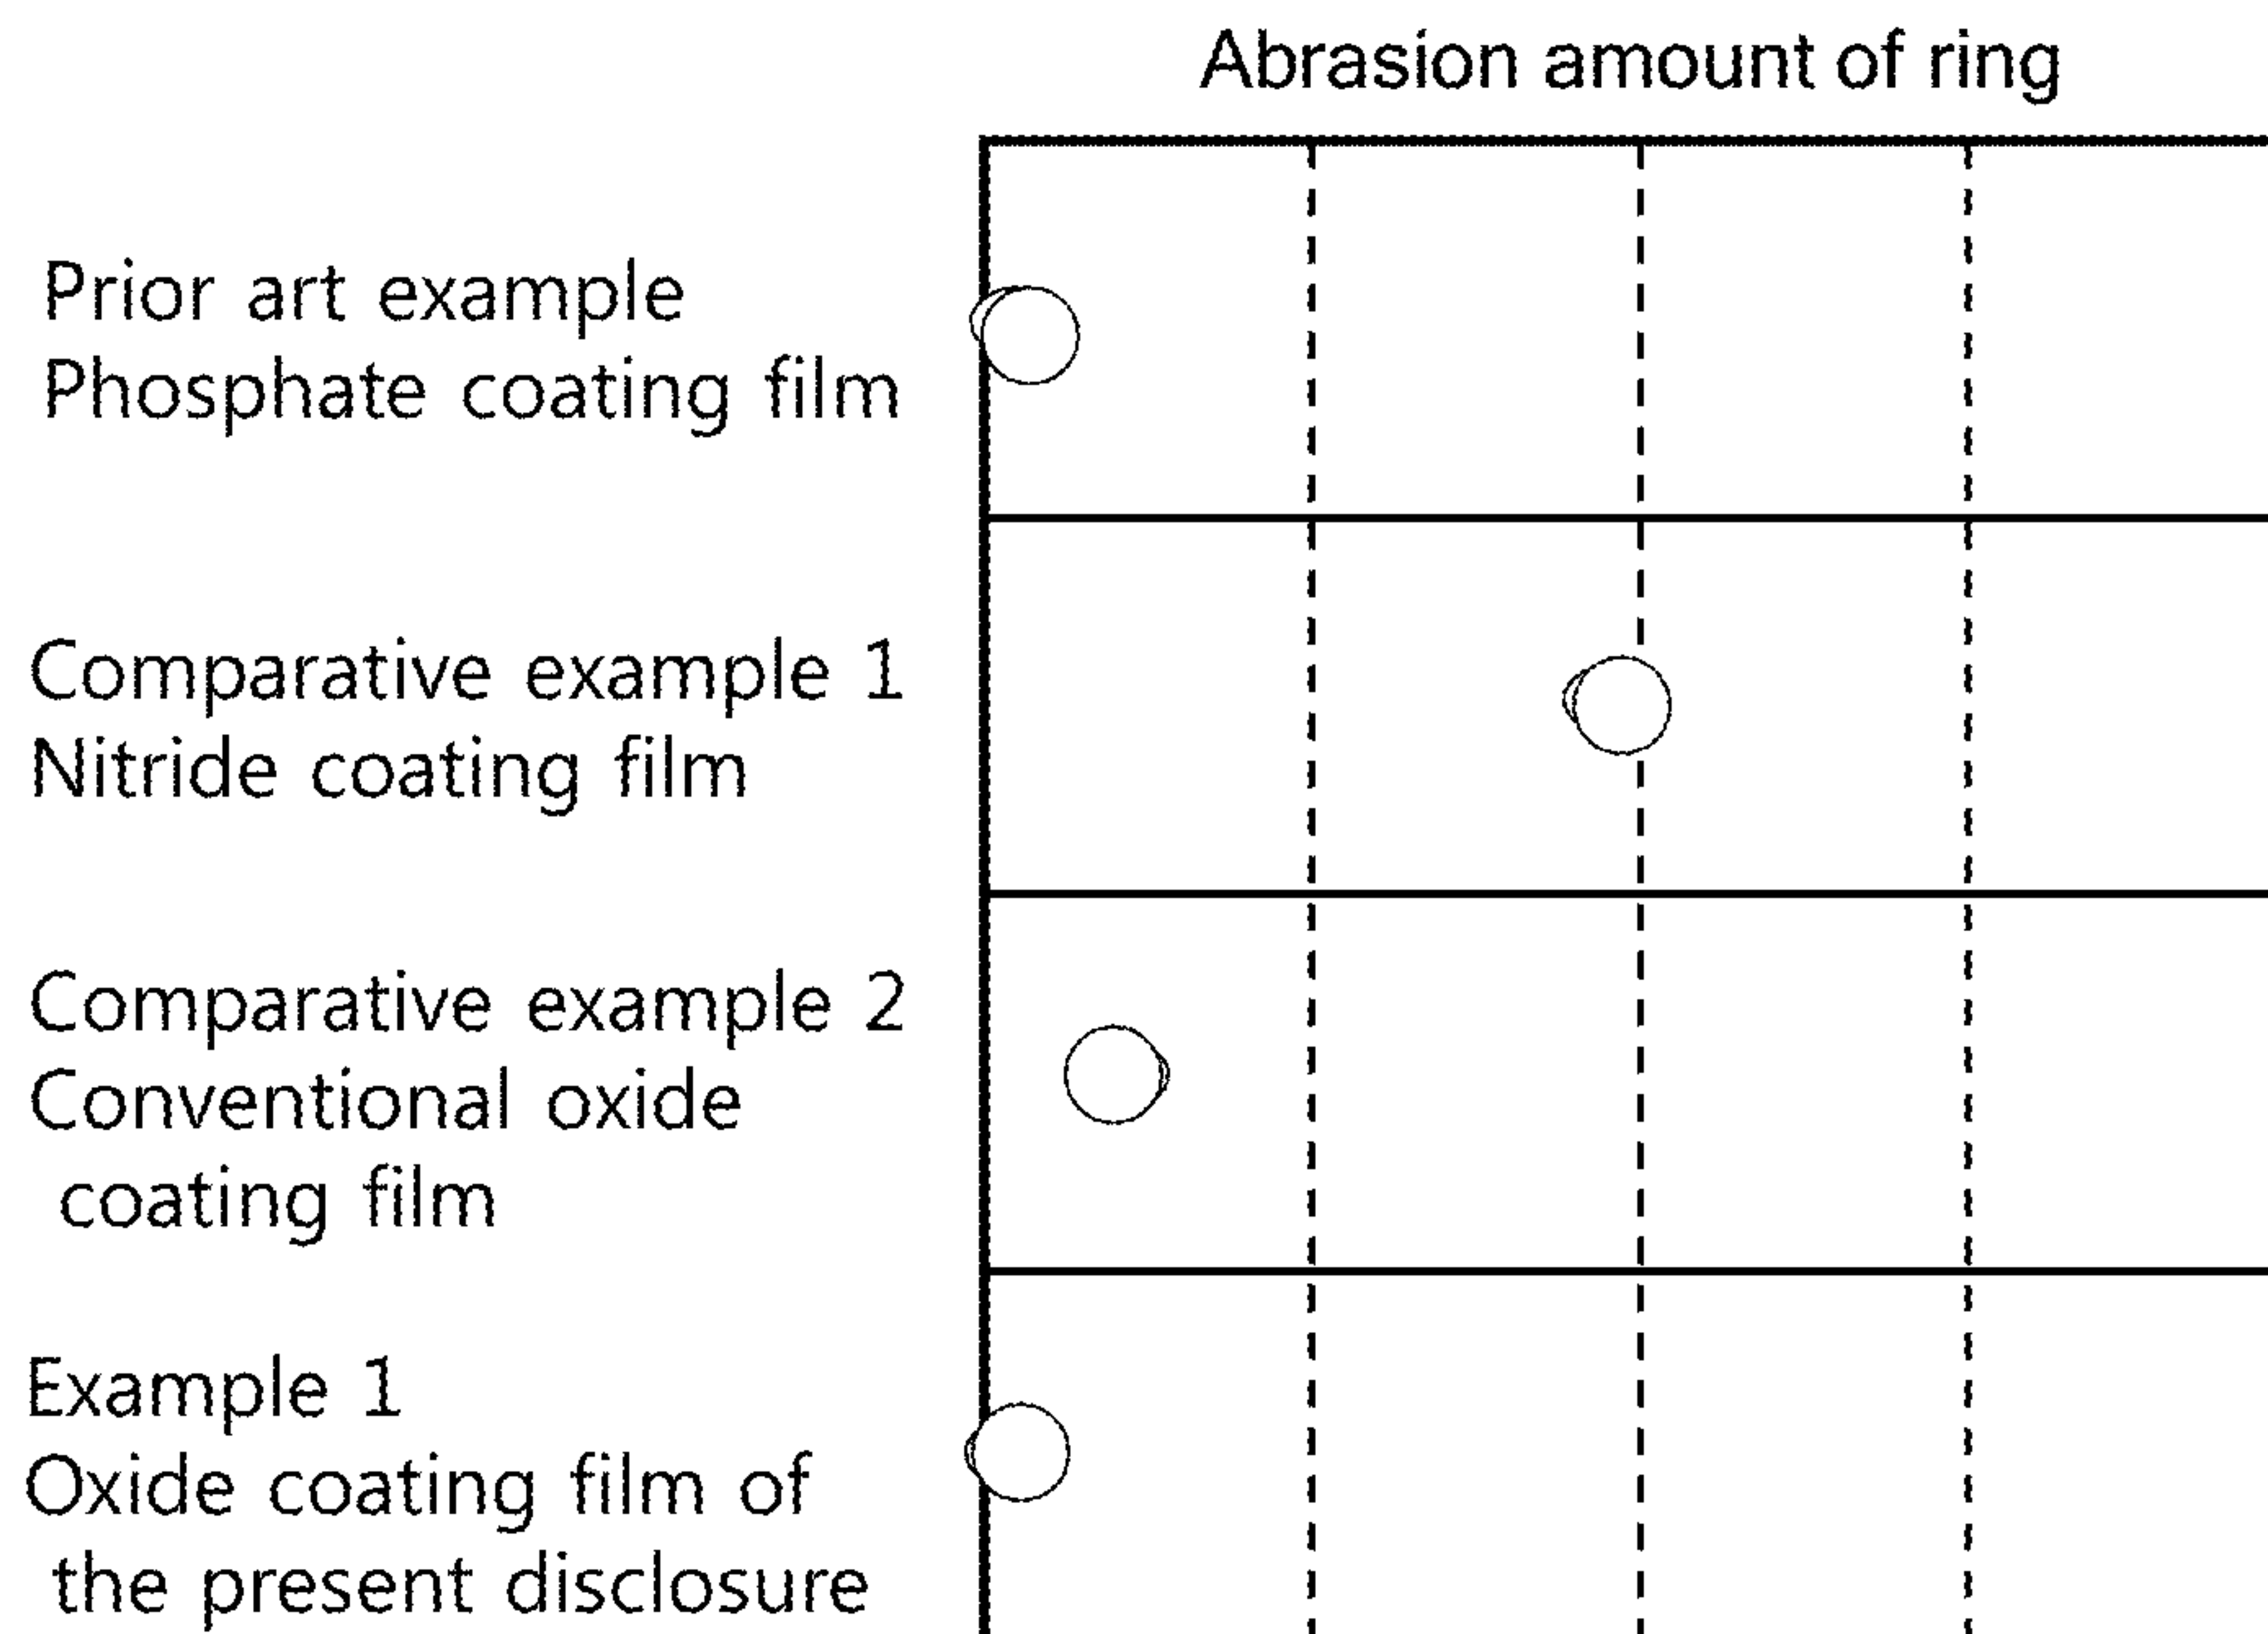 Abrasion amount of ring
Prior art example
Phosphate coating film
Comparative example 1
Nitride coating film
Comparative example 2
Conventional oxide
coating film
Example 1
Oxide coating film of
the present disclosure